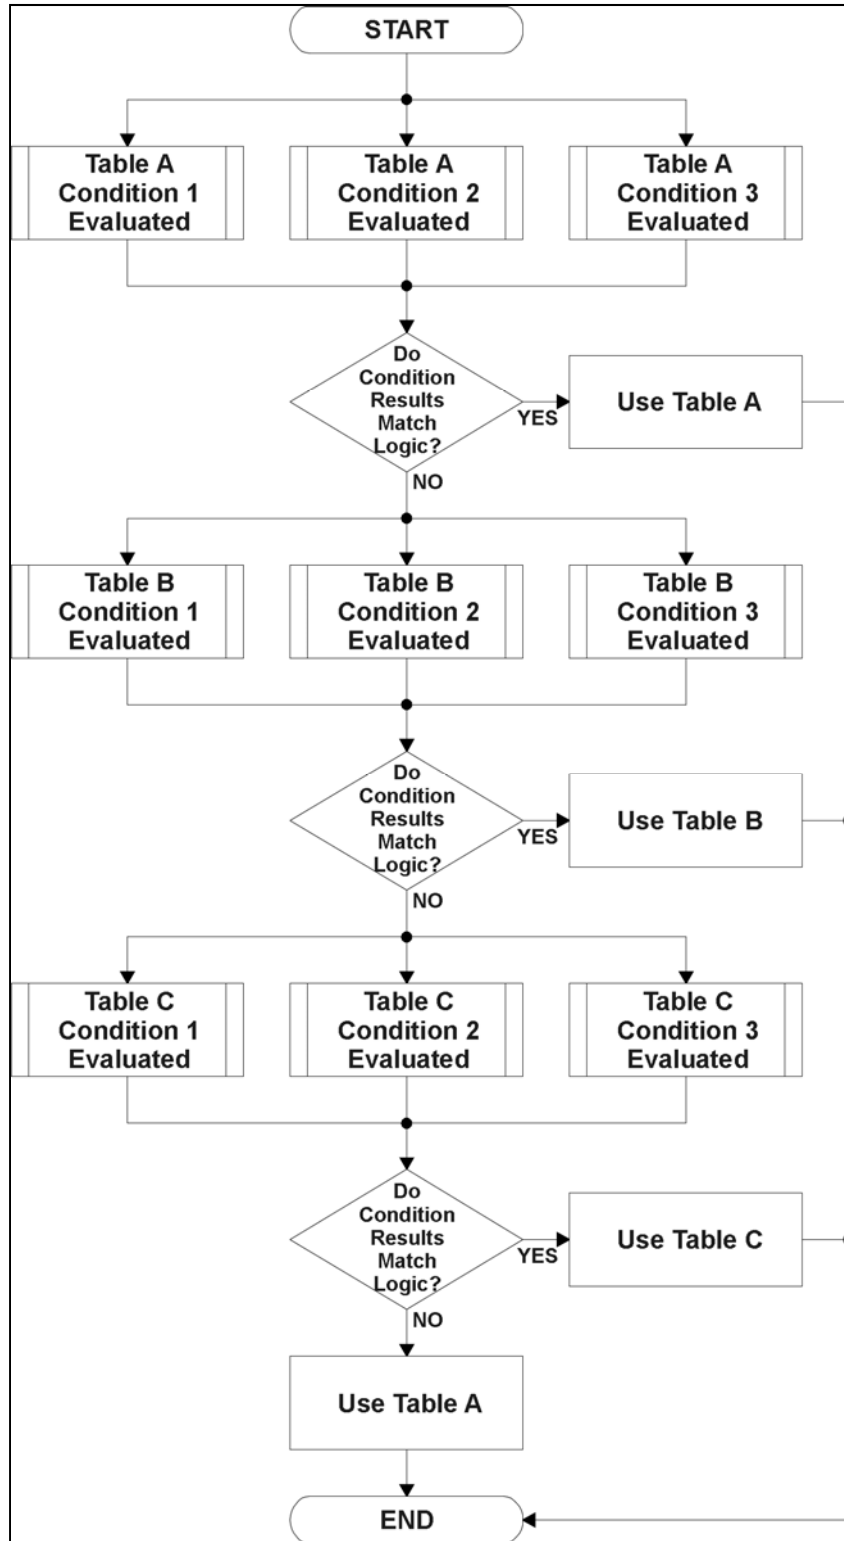 START
Table A
Condition 1
Evaluated
Table A
Condition 2
Evaluated
Table A
Condition 3
Evaluated
Do
Condition
Results
Match
Logic?
YES
Use Table A
NO
Table B
Condition 1
Evaluated
Table B
Condition 2
Evaluated
Table B
Condition 3
Evaluated
Do
Condition
Results
Match
Logic?
YES
Use Table B
NO
Table C
Condition 1
Evaluated
Table C
Condition 2
Evaluated
Table C
Condition 3
Evaluated
Do
Condition
Results
Match
Logic?
YES
Use Table C
NO
Use Table A
END